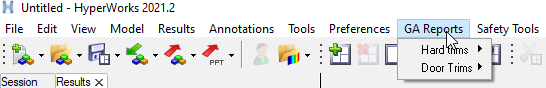 Untitled - HyperWorks 2021.2
File Edit View Model Results Annotations Tools Preferences GA Reports Safety Tools
PPT
Hard trims
Door Trims
Session Results